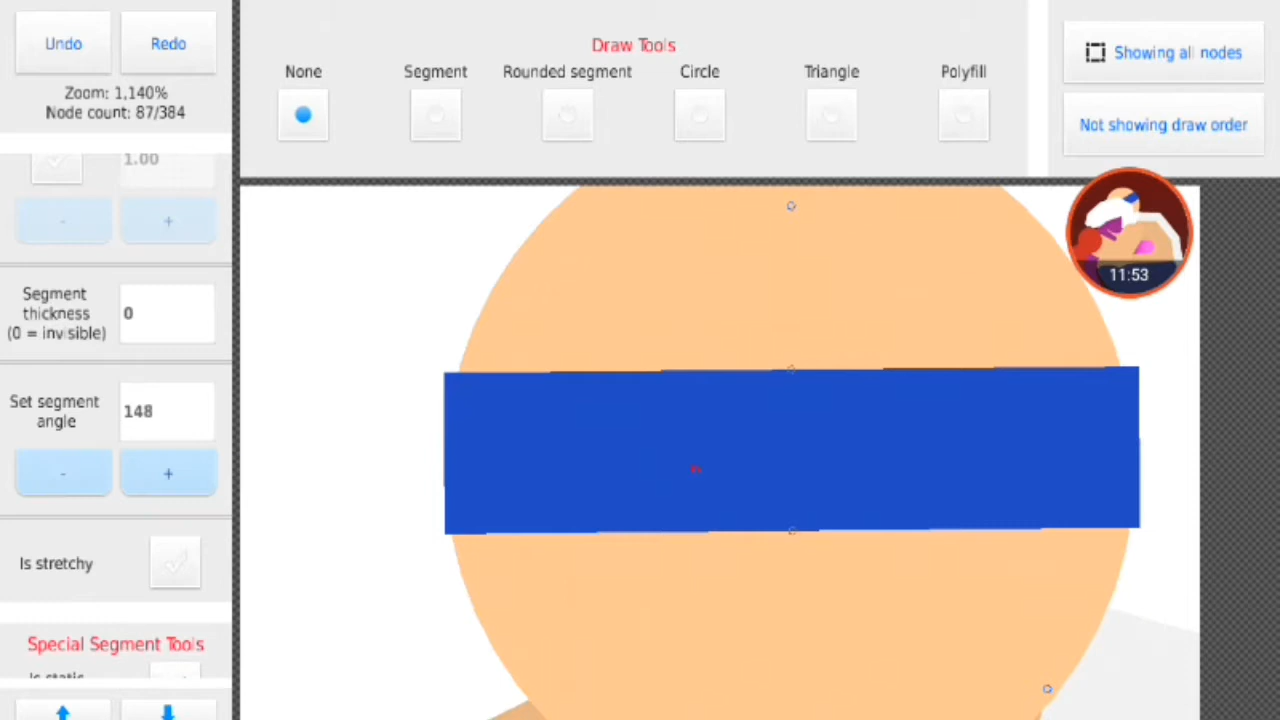 Undo
Redo
Zoom: 1,140%
Node count: 87/384
1.00
-
+
Segment
thickness
(0 = invisible)
0
Set segment
angle
148
-
+
Is stretchy
Special Segment Tools
Is static
Draw Tools
None
Segment
Rounded segment
Circle
Triangle
Polyfill
Showing all nodes
Not showing draw order
11:53